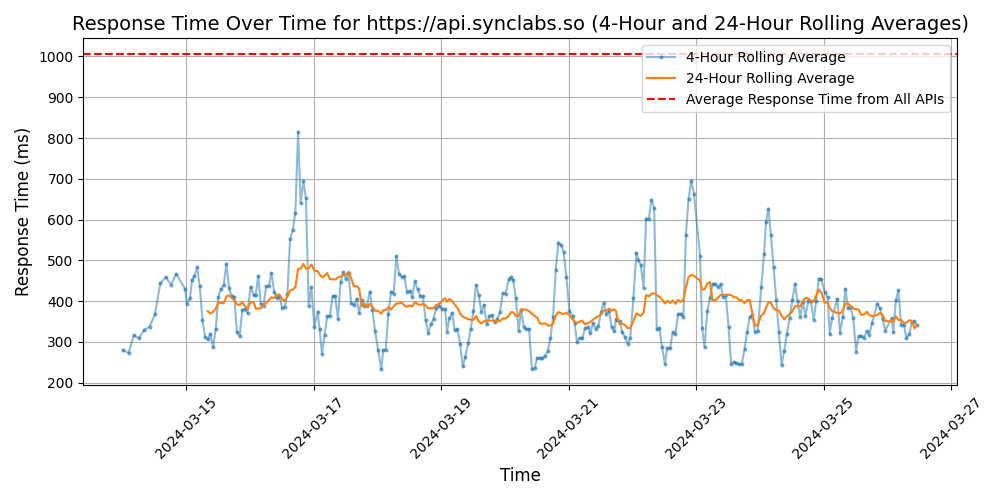 Response Time Over Time for https://api.synclabs.so (4-Hour and 24-Hour Rolling Averages)
4-Hour Rolling Average
24-Hour Rolling Average
Average Response Time from All APIs
Response Time (ms)
1000
900
800
700
600
500
400
300
200
2024-03-15
2024-03-17
2024-03-19
2024-03-21
2024-03-23
2024-03-25
2024-03-27
Time